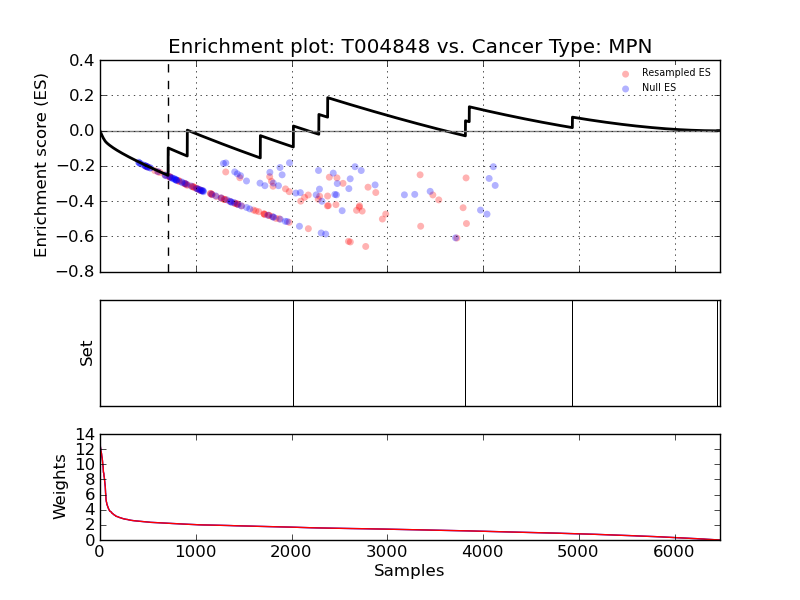 Enrichment plot: T004848 vs. Cancer Type: MPN
Enrichment score (ES)
0.4
0.2
0.0
−0.2
−0.4
−0.6
−0.8
Resampled ES
Null ES
Set
Weights
14
12
10
8
6
4
2
0
0 1000 2000 3000 4000 5000 6000
Samples